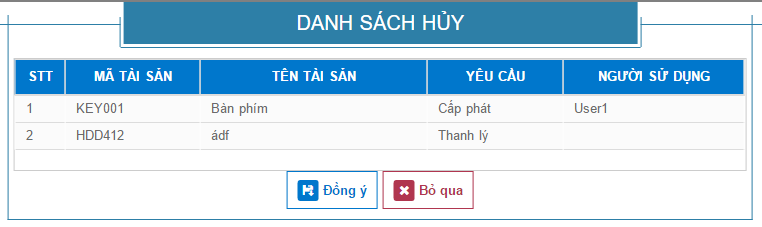 DANH SÁCH HỦY
STT MÃ TÀI SẢN TÊN TÀI SẢN YÊU CẦU NGƯỜI SỬ DỤNG
1 KEY001 Bàn phím Cấp phát User1
2 HDD412 ádf Thanh lý
Đồng ý Bỏ qua